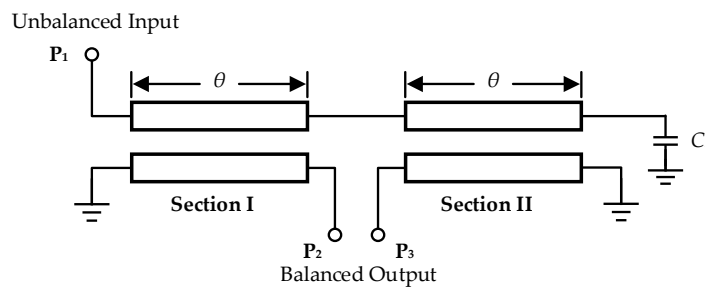 Unbalanced Input
P₁
θ
θ
C
Section I
Section II
P₂
P₃
Balanced Output